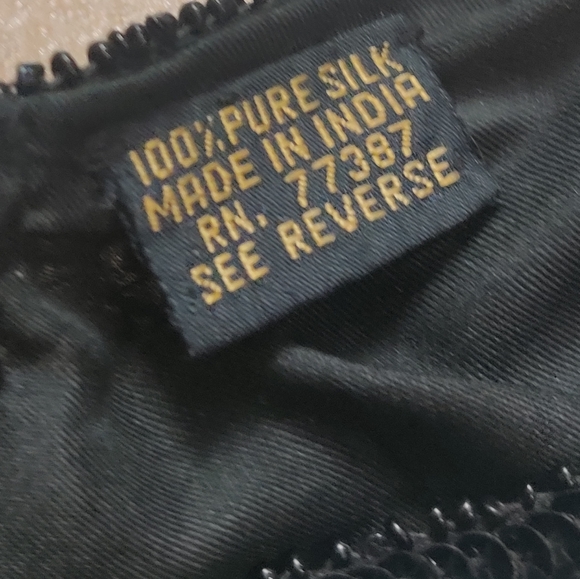 100% PURE SILK
MADE IN INDIA
RN. 77387
SEE REVERSE